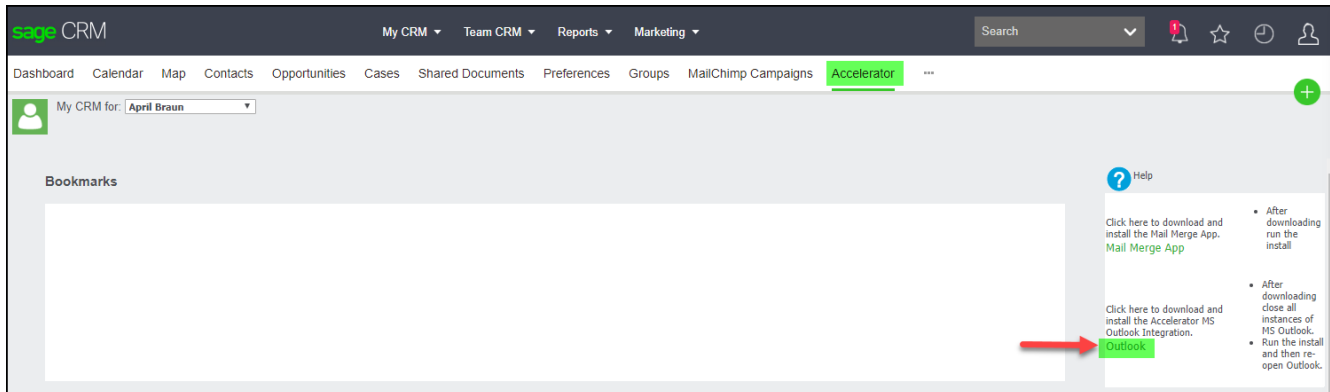 sage CRM
My CRM
Team CRM
Reports
Marketing
Search
1
Dashboard
Calendar
Map
Contacts
Opportunities
Cases
Shared Documents
Preferences
Groups
MailChimp Campaigns
Accelerator
My CRM for: April Braun
Bookmarks
Help
Click here to download and
install the Mail Merge App.
Mail Merge App
• After
downloading
run the
install
Click here to download and
install the Accelerator MS
Outlook Integration.
Outlook
• After
downloading
close all
instances of
MS Outlook.
• Run the install
and then re-
open Outlook.